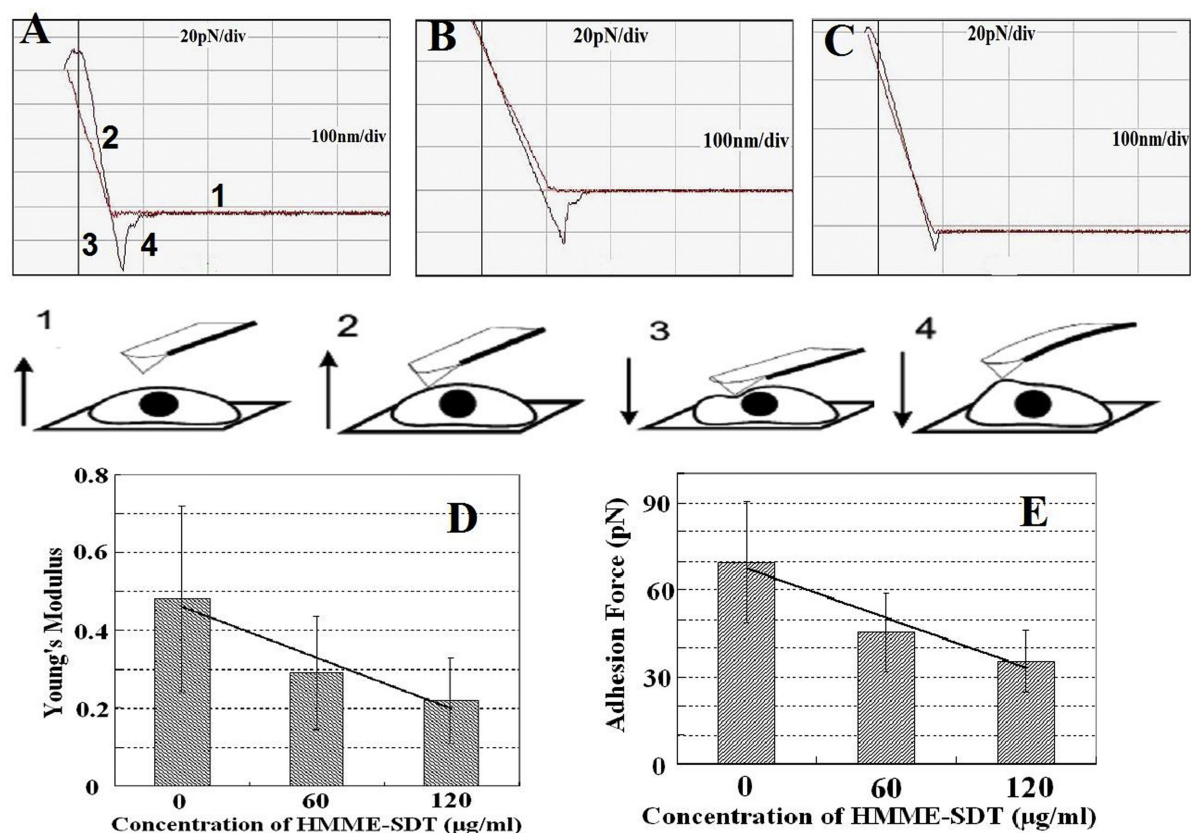 A
20pN/div
2
100nm/div
1
3
4
B
20pN/div
100nm/div
C
20pN/div
100nm/div
1
2
3
4
0.8
0.6
0.4
0.2
0
Young's Modulus
D
0
60
120
Concentration of HMME-SDT (µg/ml)
90
60
30
0
Adhesion Force (pN)
E
0
60
120
Concentration of HMME-SDT (µg/ml)